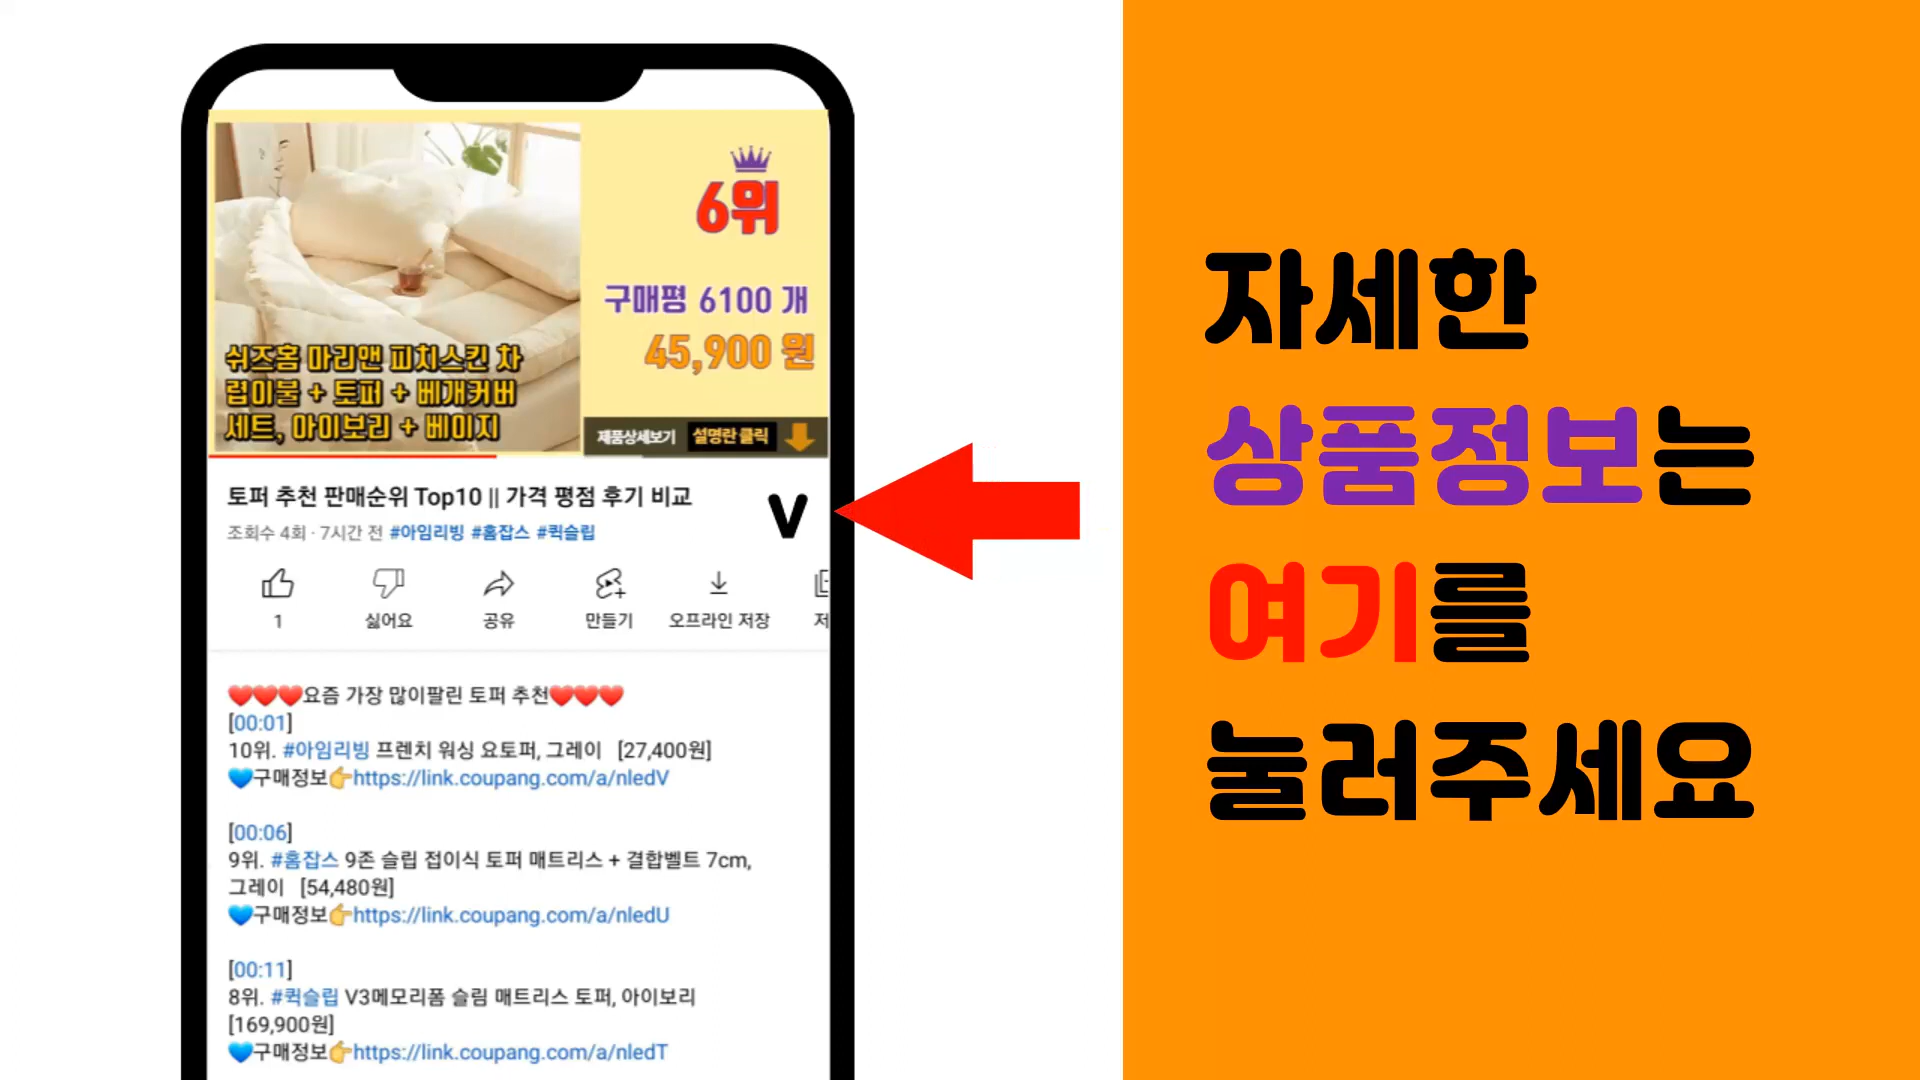 6위
구매평 6100 개
45,900 원
쉬즈홈 마리앤 피치스킨 차
렵이불 + 토퍼 + 베개커버
세트, 아이보리 + 베이지
제품상세보기 설명란 클릭
토퍼 추천 판매순위 Top10 || 가격 평점 후기 비교
V
조회수 4회 · 7시간 전 #아임리빙 #홈잡스 #퀵슬립
1 싫어요 공유 만들기 오프라인 저장 저
❤️❤️❤️요즘 가장 많이팔린 토퍼 추천❤️❤️❤️
[00:01]
10위. #아임리빙 프렌치 워싱 요토퍼, 그레이 [27,400원]
💙구매정보👉https://link.coupang.com/a/nledV
[00:06]
9위. #홈잡스 9존 슬립 접이식 토퍼 매트리스 + 결합벨트 7cm,
그레이 [54,480원]
💙구매정보👉https://link.coupang.com/a/nledU
[00:11]
8위. #퀵슬립 V3메모리폼 슬림 매트리스 토퍼, 아이보리
[169,900원]
💙구매정보👉https://link.coupang.com/a/nledT
자세한
상품정보는
여기를
눌러주세요